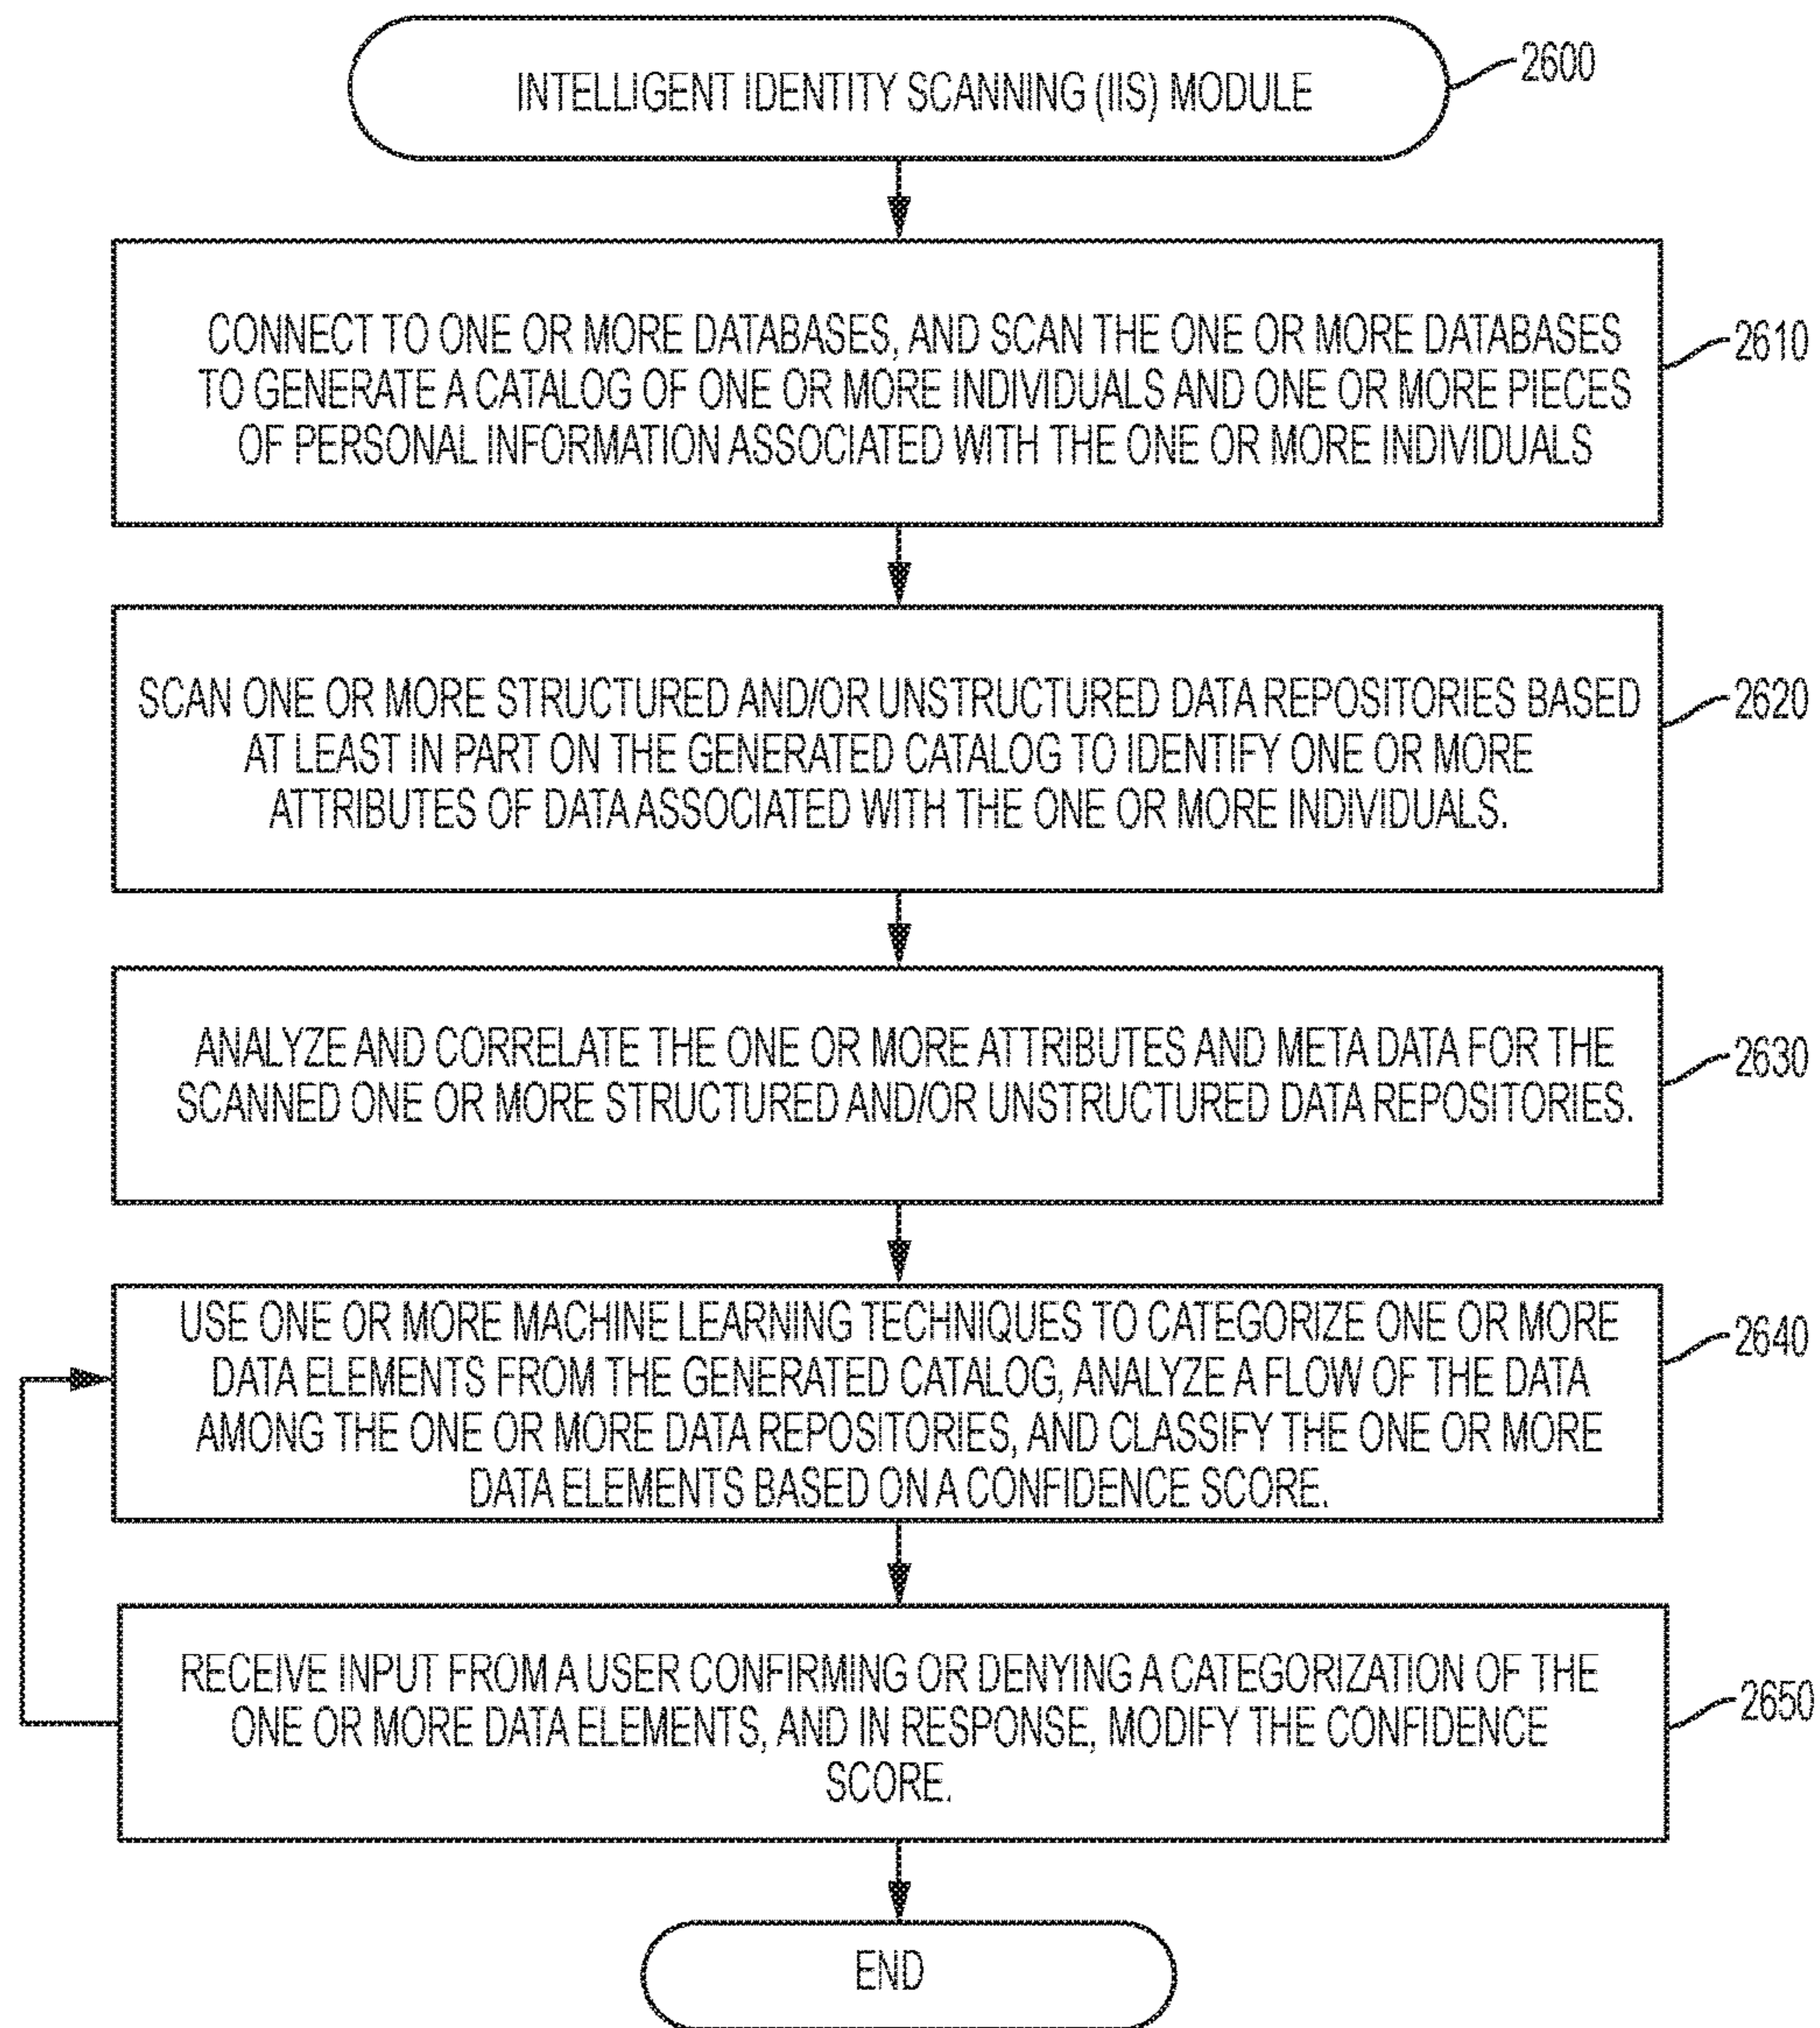 INTELLIGENT IDENTITY SCANNING (IIS) MODULE
2600
CONNECT TO ONE OR MORE DATABASES, AND SCAN THE ONE OR MORE DATABASES
TO GENERATE A CATALOG OF ONE OR MORE INDIVIDUALS AND ONE OR MORE PIECES
OF PERSONAL INFORMATION ASSOCIATED WITH THE ONE OR MORE INDIVIDUALS
2610
SCAN ONE OR MORE STRUCTURED AND/OR UNSTRUCTURED DATA REPOSITORIES BASED
AT LEAST IN PART ON THE GENERATED CATALOG TO IDENTIFY ONE OR MORE
ATTRIBUTES OF DATA ASSOCIATED WITH THE ONE OR MORE INDIVIDUALS.
2620
ANALYZE AND CORRELATE THE ONE OR MORE ATTRIBUTES AND META DATA FOR THE
SCANNED ONE OR MORE STRUCTURED AND/OR UNSTRUCTURED DATA REPOSITORIES.
2630
USE ONE OR MORE MACHINE LEARNING TECHNIQUES TO CATEGORIZE ONE OR MORE
DATA ELEMENTS FROM THE GENERATED CATALOG, ANALYZE A FLOW OF THE DATA
AMONG THE ONE OR MORE DATA REPOSITORIES, AND CLASSIFY THE ONE OR MORE
DATA ELEMENTS BASED ON A CONFIDENCE SCORE.
2640
RECEIVE INPUT FROM A USER CONFIRMING OR DENYING A CATEGORIZATION OF THE
ONE OR MORE DATA ELEMENTS, AND IN RESPONSE, MODIFY THE CONFIDENCE
SCORE.
2650
END